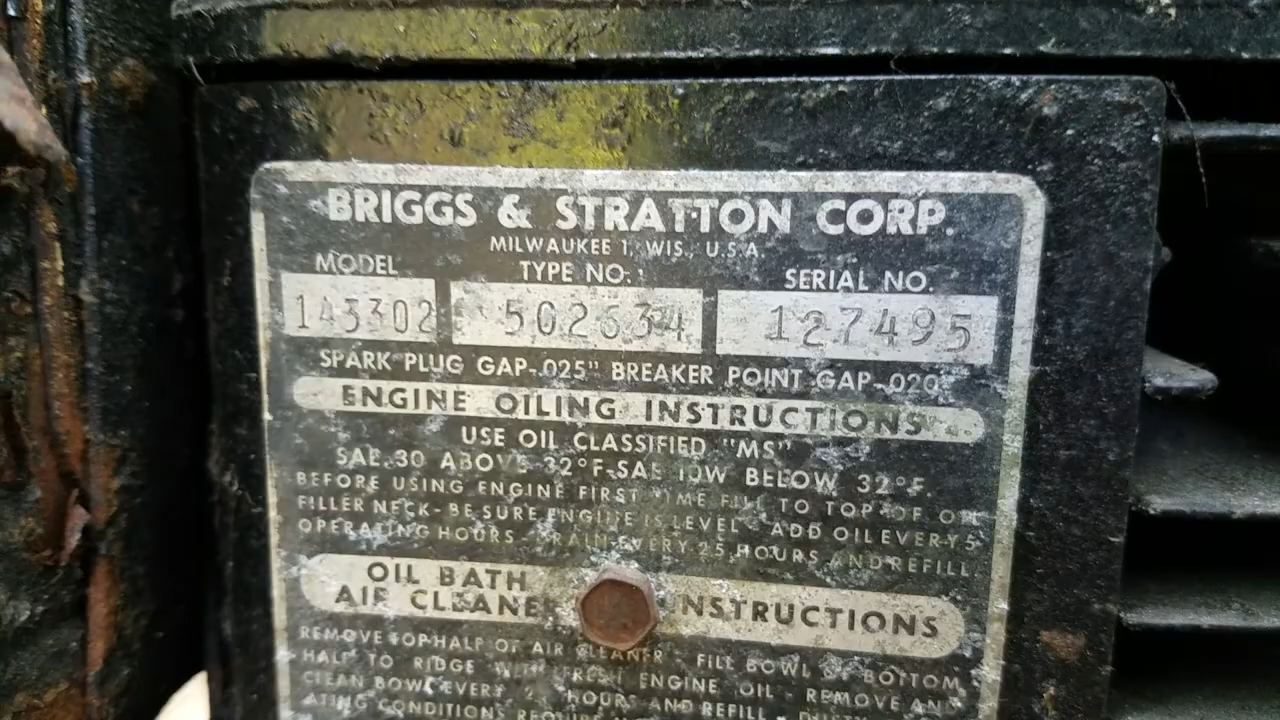 BRIGGS & STRATTON CORP.
MILWAUKEE 1, WIS., U.S.A.
MODEL TYPE NO. SERIAL NO.
143302 502634 127495
SPARK PLUG GAP-.025" BREAKER POINT GAP-.020"
ENGINE OILING INSTRUCTIONS
USE OIL CLASSIFIED "MS"
SAE 30 ABOVE 32°F-SAE 10W BELOW 32°F.
BEFORE USING ENGINE FIRST TIME FILL TO TOP OF OIL
FILLER NECK - BE SURE ENGINE IS LEVEL - ADD OIL EVERY 5
OPERATING HOURS - DRAIN EVERY 25 HOURS AND REFILL.
OIL BATH
AIR CLEANER INSTRUCTIONS
REMOVE TOP HALF OF AIR CLEANER - FILL BOWL OF BOTTOM
HALF TO RIDGE WITH FRESH ENGINE OIL - REMOVE AND
CLEAN BOWL EVERY HOURS AND REFILL -
ATING CONDITIONS